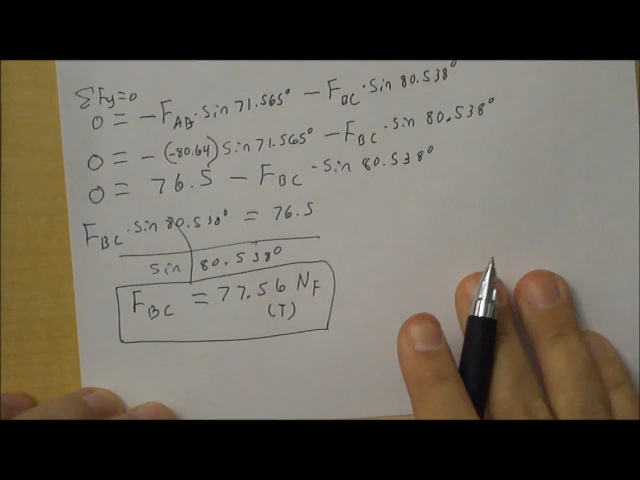 ΣFy=0
0 = -F_AB · Sin 71.565° - F_BC · Sin 80.538°
0 = -(-80.64) Sin 71.565° - F_BC · Sin 80.538°
0 = 76.5 - F_BC · Sin 80.538°
F_BC · Sin 80.538° = 76.5
Sin 80.538°
F_BC = 77.56 N_F
(T)